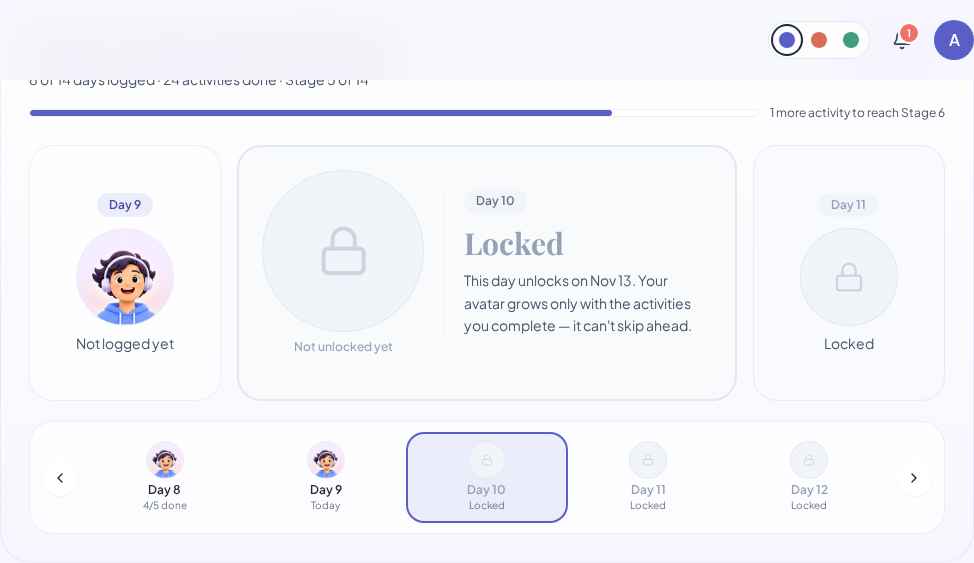 1
A
6 of 14 days logged · 24 activities done · Stage 5 of 14
1 more activity to reach Stage 6
Day 9
Not logged yet
Not unlocked yet
Day 10
Locked
This day unlocks on Nov 13. Your
avatar grows only with the activities
you complete — it can't skip ahead.
Day 11
Locked
Day 8
4/5 done
Day 9
Today
Day 10
Locked
Day 11
Locked
Day 12
Locked